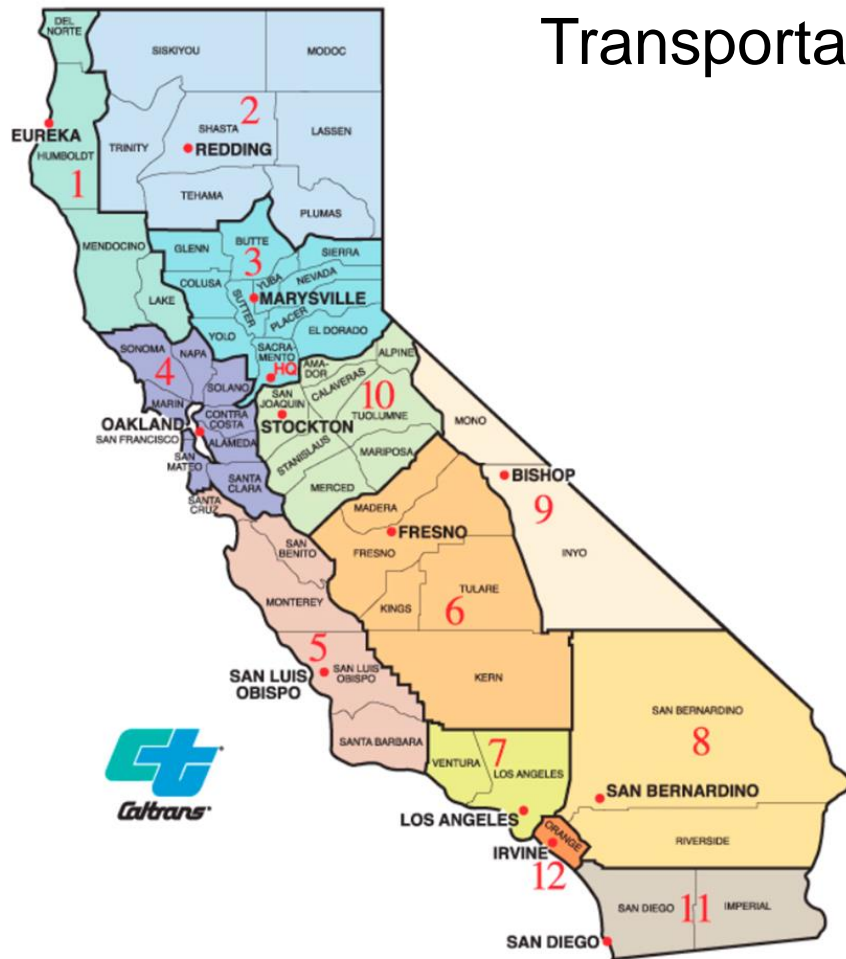 Transporta
DEL
NORTE
SISKIYOU
MODOC
EUREKA
HUMBOLDT
1
TRINITY
2
SHASTA
REDDING
LASSEN
TEHAMA
PLUMAS
MENDOCINO
LAKE
GLENN
BUTTE
3
SIERRA
COLUSA
YUBA
NEVADA
SUTTER
MARYSVILLE
PLACER
YOLO
EL DORADO
SACRA-
MENTO
HQ
SONOMA
NAPA
4
SOLANO
MARIN
OAKLAND
SAN FRANCISCO
CONTRA
COSTA
ALAMEDA
SAN
MATEO
SANTA
CLARA
AMA-
DOR
ALPINE
CALAVERAS
10
SAN
JOAQUIN
STOCKTON
TUOLUMNE
STANISLAUS
MARIPOSA
MERCED
MONO
BISHOP
9
INYO
SANTA
CRUZ
SAN
BENITO
MONTEREY
5
SAN LUIS
OBISPO
SAN LUIS
OBISPO
SANTA BARBARA
MADERA
FRESNO
FRESNO
TULARE
KINGS
6
KERN
VENTURA
7
LOS ANGELES
LOS ANGELES
SAN BERNARDINO
8
SAN BERNARDINO
RIVERSIDE
ORANGE
IRVINE
12
SAN DIEGO
11
IMPERIAL
SAN DIEGO
ct
Caltrans